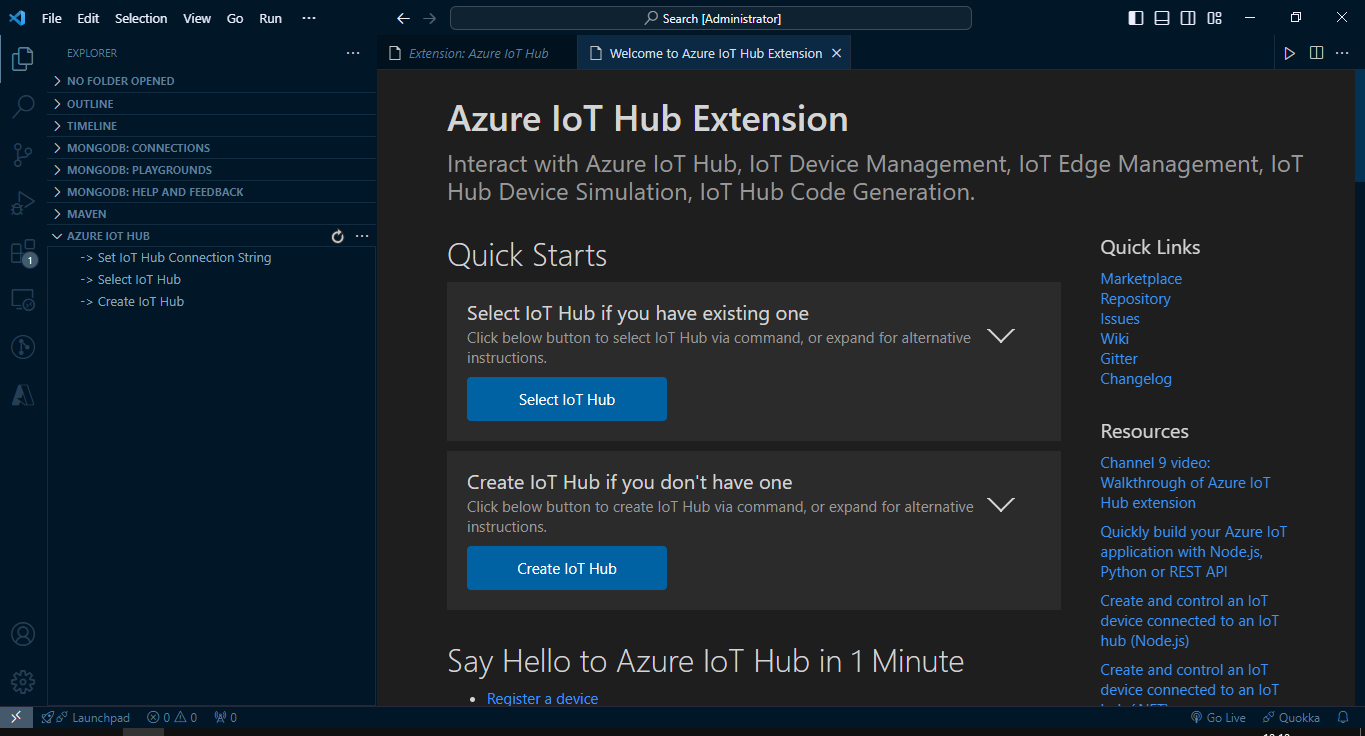 File Edit Selection View Go Run ···
Search [Administrator]
EXPLORER ···
NO FOLDER OPENED
OUTLINE
TIMELINE
MONGODB: CONNECTIONS
MONGODB: PLAYGROUNDS
MONGODB: HELP AND FEEDBACK
MAVEN
AZURE IOT HUB ···
-> Set IoT Hub Connection String
-> Select IoT Hub
-> Create IoT Hub
1
Extension: Azure IoT Hub
Welcome to Azure IoT Hub Extension
Azure IoT Hub Extension
Interact with Azure IoT Hub, IoT Device Management, IoT Edge Management, IoT
Hub Device Simulation, IoT Hub Code Generation.
Quick Starts
Select IoT Hub if you have existing one
Click below button to select IoT Hub via command, or expand for alternative
instructions.
Select IoT Hub
Create IoT Hub if you don't have one
Click below button to create IoT Hub via command, or expand for alternative
instructions.
Create IoT Hub
Say Hello to Azure IoT Hub in 1 Minute
• Register a device
Quick Links
Marketplace
Repository
Issues
Wiki
Gitter
Changelog
Resources
Channel 9 video:
Walkthrough of Azure IoT
Hub extension
Quickly build your Azure IoT
application with Node.js,
Python or REST API
Create and control an IoT
device connected to an IoT
hub (Node.js)
Create and control an IoT
device connected to an IoT
Launchpad 0 0 0
Go Live Quokka